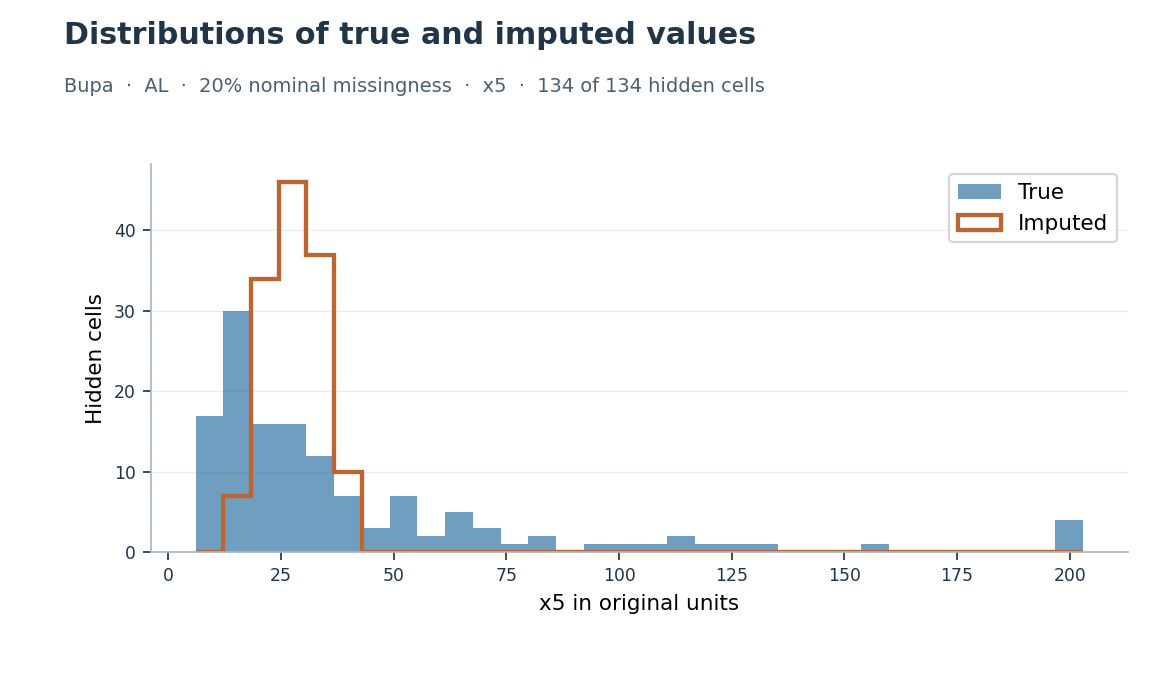 Distributions of true and imputed values
Bupa · AL · 20% nominal missingness · x5 · 134 of 134 hidden cells
True
Imputed
Hidden cells
40
30
20
10
0
0 25 50 75 100 125 150 175 200
x5 in original units